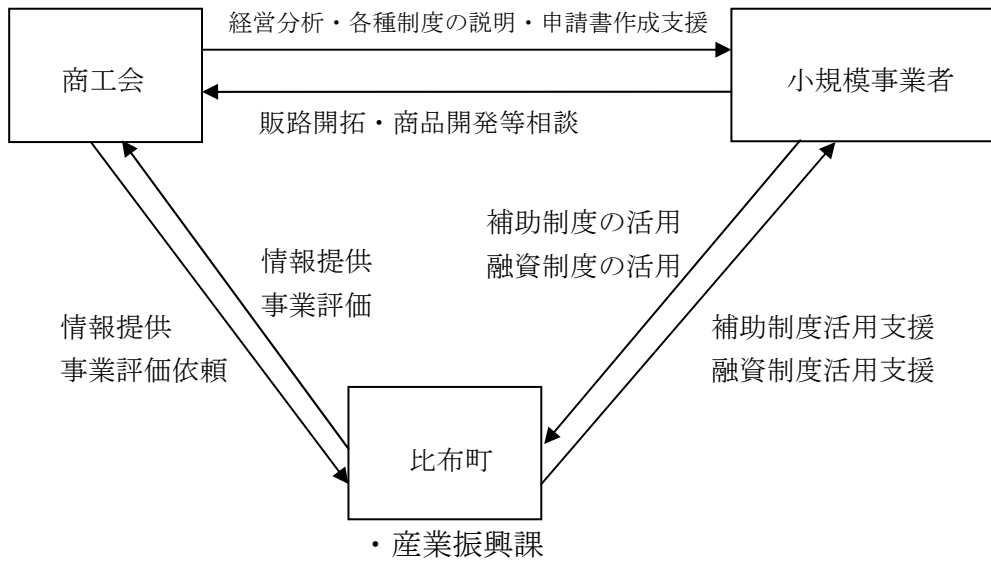 経営分析・各種制度の説明・申請書作成支援
商工会
小規模事業者
販路開拓・商品開発等相談
補助制度の活用
融資制度の活用
情報提供
事業評価
情報提供
事業評価依頼
補助制度活用支援
融資制度活用支援
比布町
・産業振興課